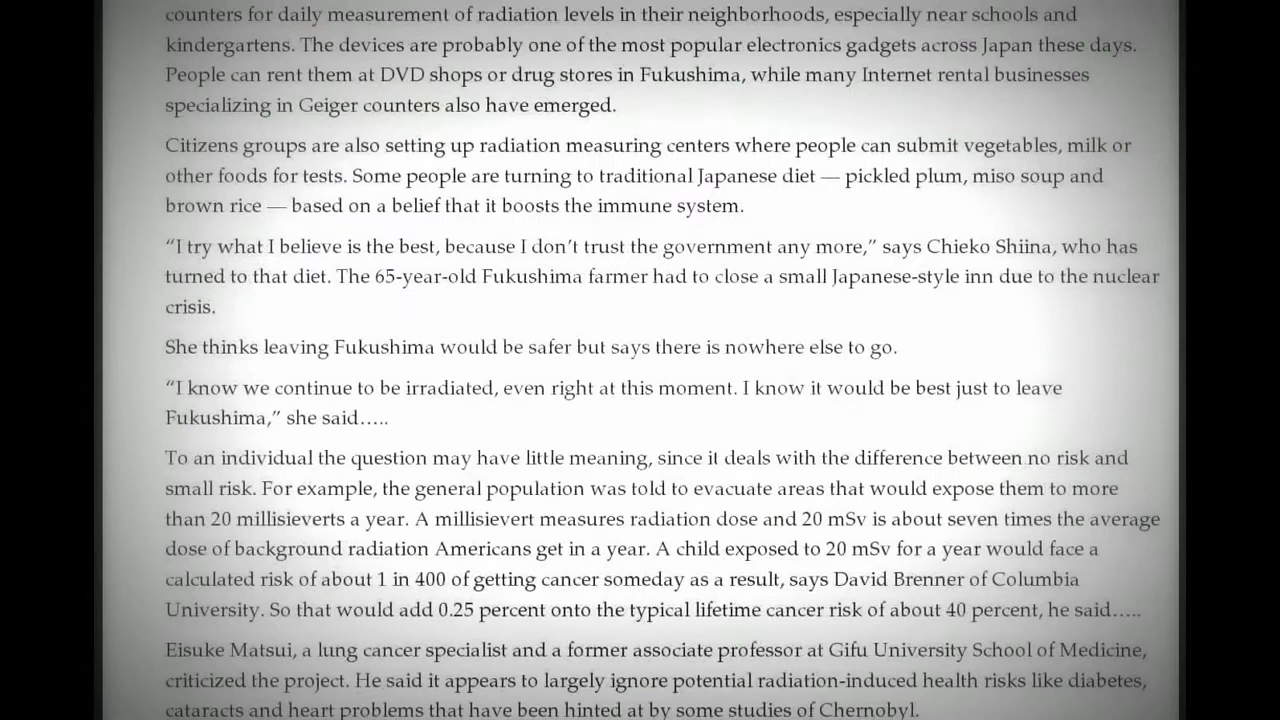 counters for daily measurement of radiation levels in their neighborhoods, especially near schools and
kindergartens. The devices are probably one of the most popular electronics gadgets across Japan these days.
People can rent them at DVD shops or drug stores in Fukushima, while many Internet rental businesses
specializing in Geiger counters also have emerged.
Citizens groups are also setting up radiation measuring centers where people can submit vegetables, milk or
other foods for tests. Some people are turning to traditional Japanese diet — pickled plum, miso soup and
brown rice — based on a belief that it boosts the immune system.
“I try what I believe is the best, because I don’t trust the government any more,” says Chieko Shiina, who has
turned to that diet. The 65-year-old Fukushima farmer had to close a small Japanese-style inn due to the nuclear
crisis.
She thinks leaving Fukushima would be safer but says there is nowhere else to go.
“I know we continue to be irradiated, even right at this moment. I know it would be best just to leave
Fukushima,” she said…..
To an individual the question may have little meaning, since it deals with the difference between no risk and
small risk. For example, the general population was told to evacuate areas that would expose them to more
than 20 millisieverts a year. A millisievert measures radiation dose and 20 mSv is about seven times the average
dose of background radiation Americans get in a year. A child exposed to 20 mSv for a year would face a
calculated risk of about 1 in 400 of getting cancer someday as a result, says David Brenner of Columbia
University. So that would add 0.25 percent onto the typical lifetime cancer risk of about 40 percent, he said…..
Eisuke Matsui, a lung cancer specialist and a former associate professor at Gifu University School of Medicine,
criticized the project. He said it appears to largely ignore potential radiation-induced health risks like diabetes,
cataracts and heart problems that have been hinted at by some studies of Chernobyl.